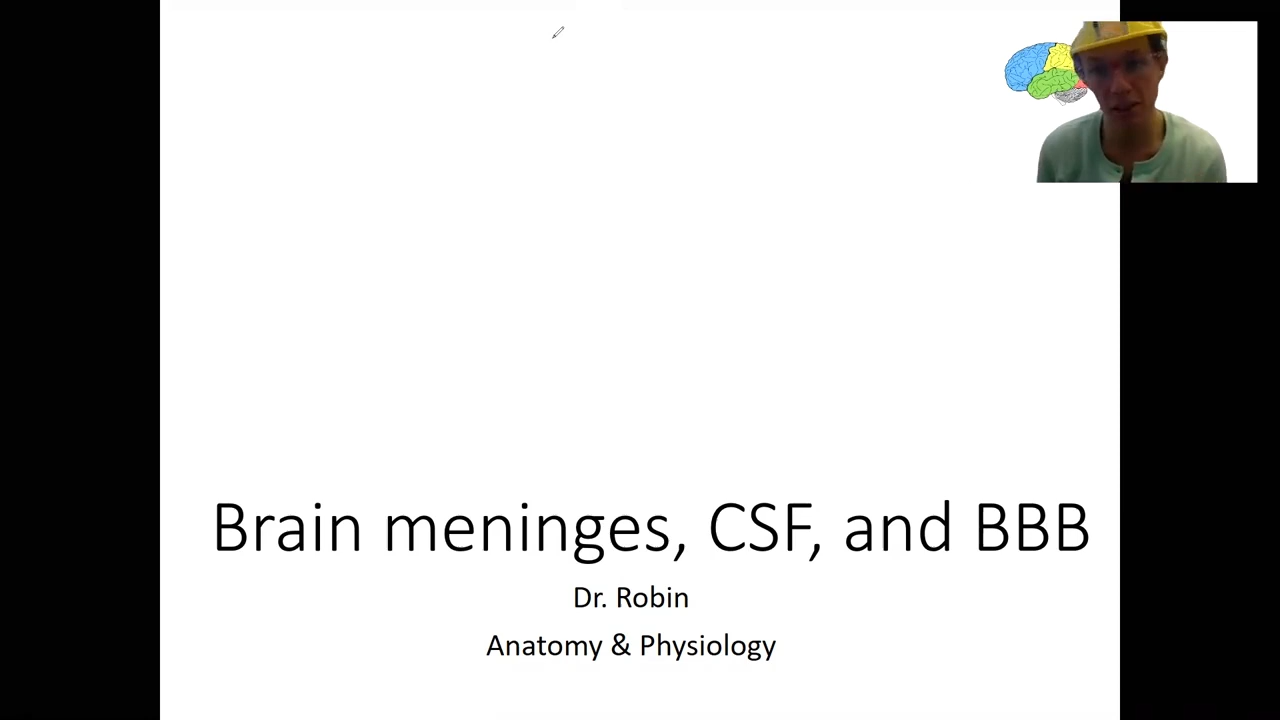 Brain meninges, CSF, and BBB
Dr. Robin
Anatomy & Physiology